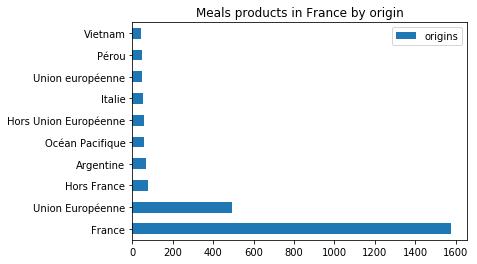 Meals products in France by origin
origins
Vietnam
Pérou
Union européenne
Italie
Hors Union Européenne
Océan Pacifique
Argentine
Hors France
Union Européenne
France
0 200 400 600 800 1000 1200 1400 1600